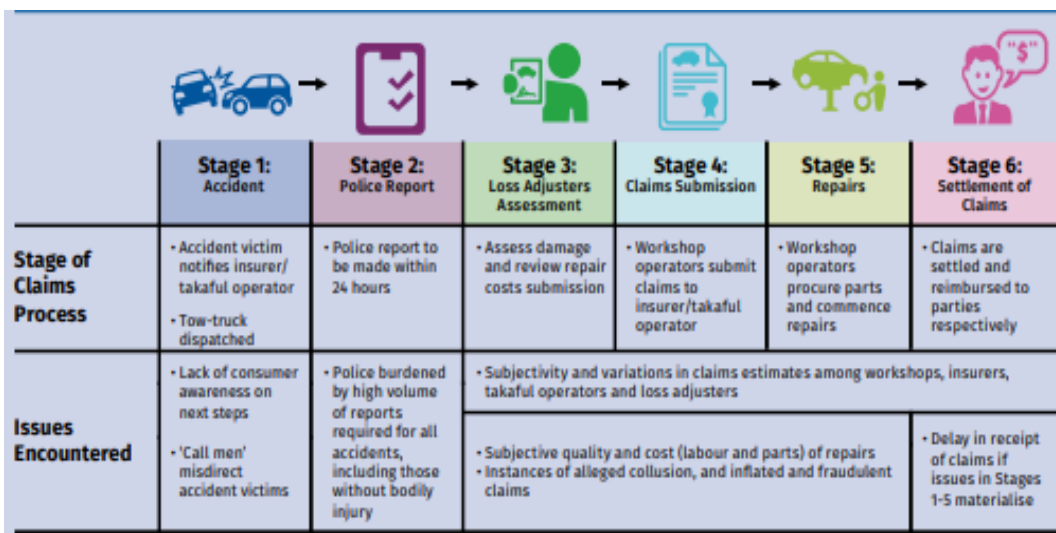 "$"
Stage 1:
Accident
Stage 2:
Police Report
Stage 3:
Loss Adjusters
Assessment
Stage 4:
Claims Submission
Stage 5:
Repairs
Stage 6:
Settlement of
Claims
Stage of
Claims
Process
• Accident victim
notifies insurer/
takaful operator
• Tow-truck
dispatched
• Police report to
be made within
24 hours
• Assess damage
and review repair
costs submission
• Workshop
operators submit
claims to
insurer/takaful
operator
• Workshop
operators
procure parts
and commence
repairs
• Claims are
settled and
reimbursed to
parties
respectively
Issues
Encountered
• Lack of consumer
awareness on
next steps
• 'Call men'
misdirect
accident victims
• Police burdened
by high volume
of reports
required for all
accidents,
including those
without bodily
injury
• Subjectivity and variations in claims estimates among workshops, insurers,
takaful operators and loss adjusters
• Subjective quality and cost (labour and parts) of repairs
• Instances of alleged collusion, and inflated and fraudulent
claims
• Delay in receipt
of claims if
issues in Stages
1-5 materialise